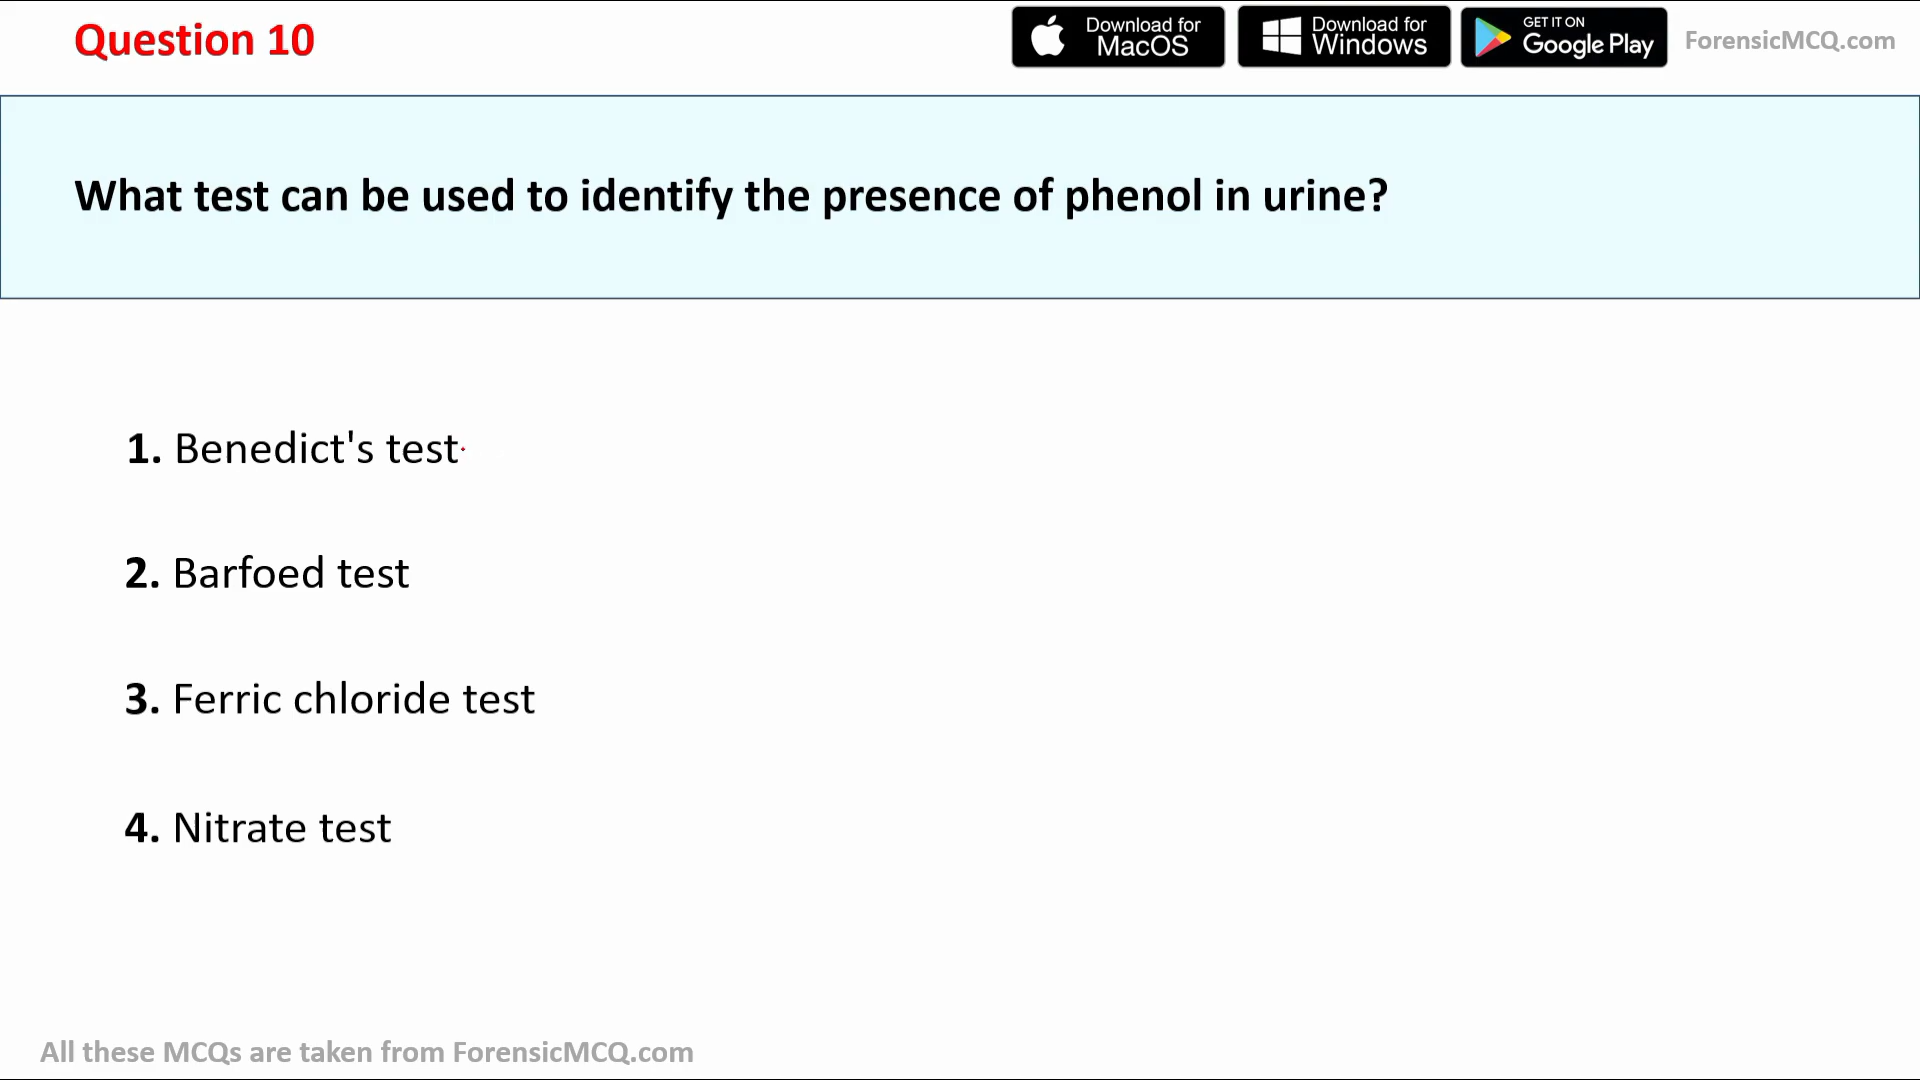 Question 10
Download for
MacOS
Download for
Windows
GET IT ON
Google Play
ForensicMCQ.com
What test can be used to identify the presence of phenol in urine?
1. Benedict's test
2. Barfoed test
3. Ferric chloride test
4. Nitrate test
All these MCQs are taken from ForensicMCQ.com